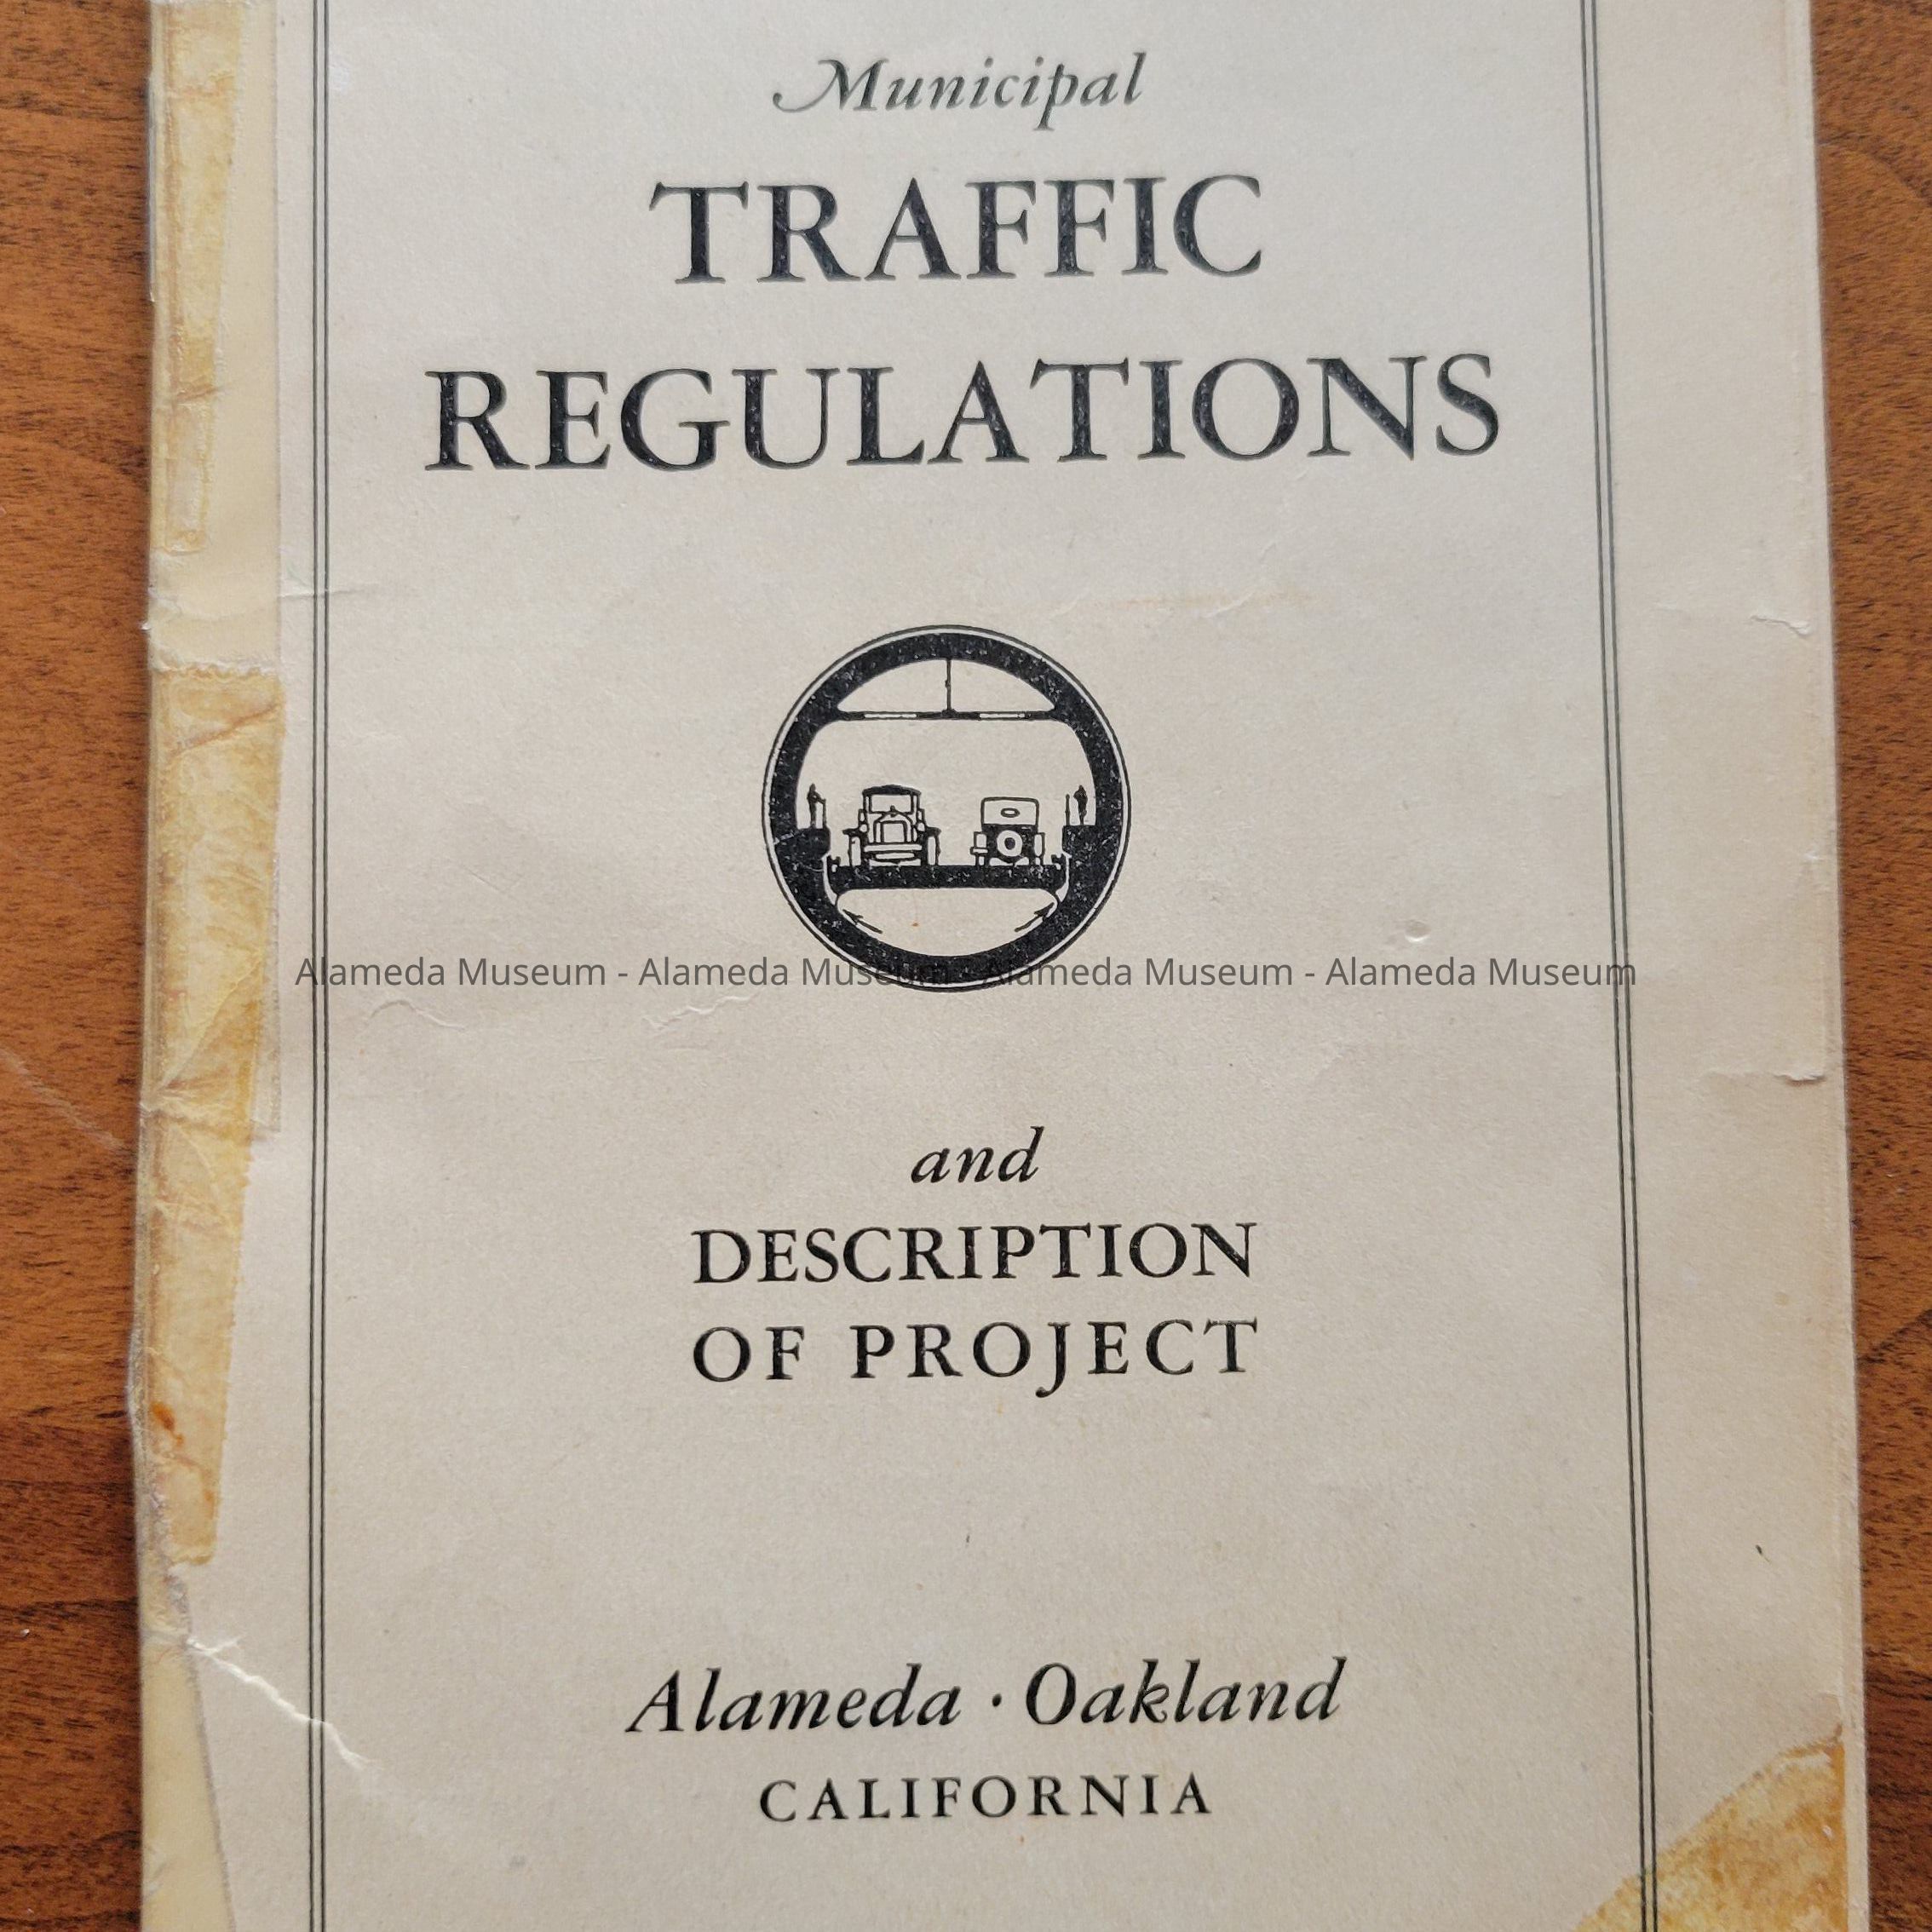 Municipal
TRAFFIC
REGULATIONS
Alameda Museum - Alameda Museum - Alameda Museum - Alameda Museum
and
DESCRIPTION
OF PROJECT
Alameda · Oakland
CALIFORNIA